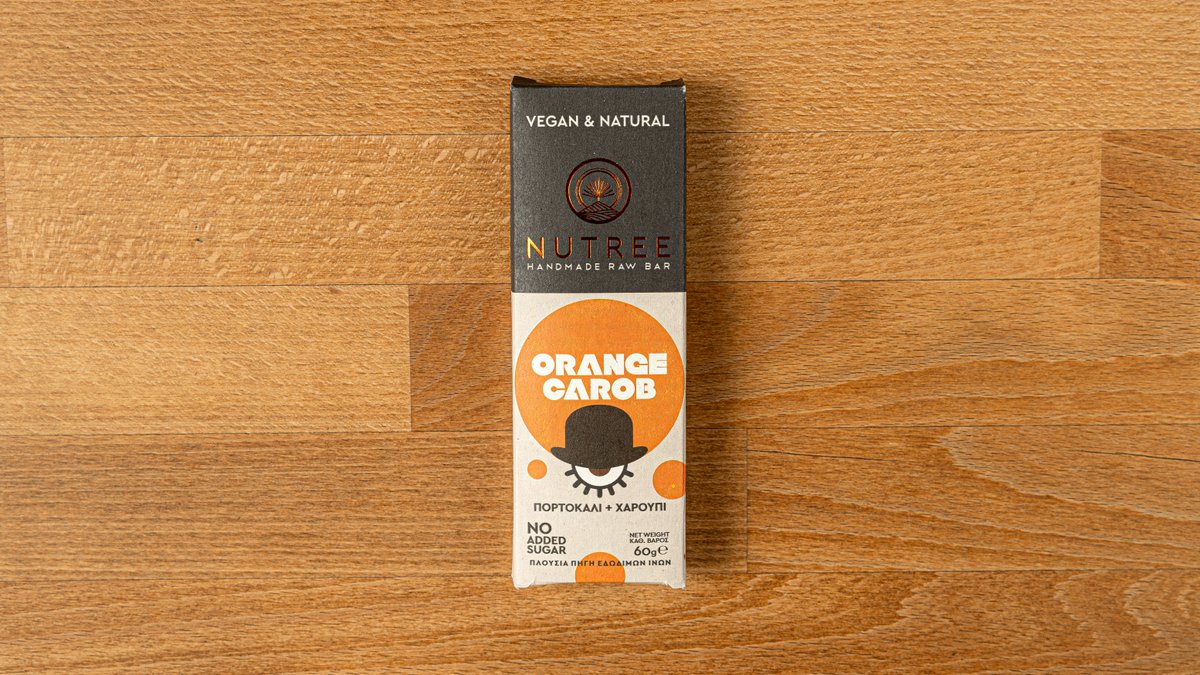 VEGAN & NATURAL
NUTREE
HANDMADE RAW BAR
ORANGE
CAROB
ΠΟΡΤΟΚΑΛΙ + ΧΑΡΟΥΠΙ
NO
ADDED
SUGAR
NET WEIGHT
ΚΑΘ. ΒΑΡΟΣ
60g℮
ΠΛΟΥΣΙΑ ΠΗΓΗ ΕΔΩΔΙΜΩΝ ΙΝΩΝ